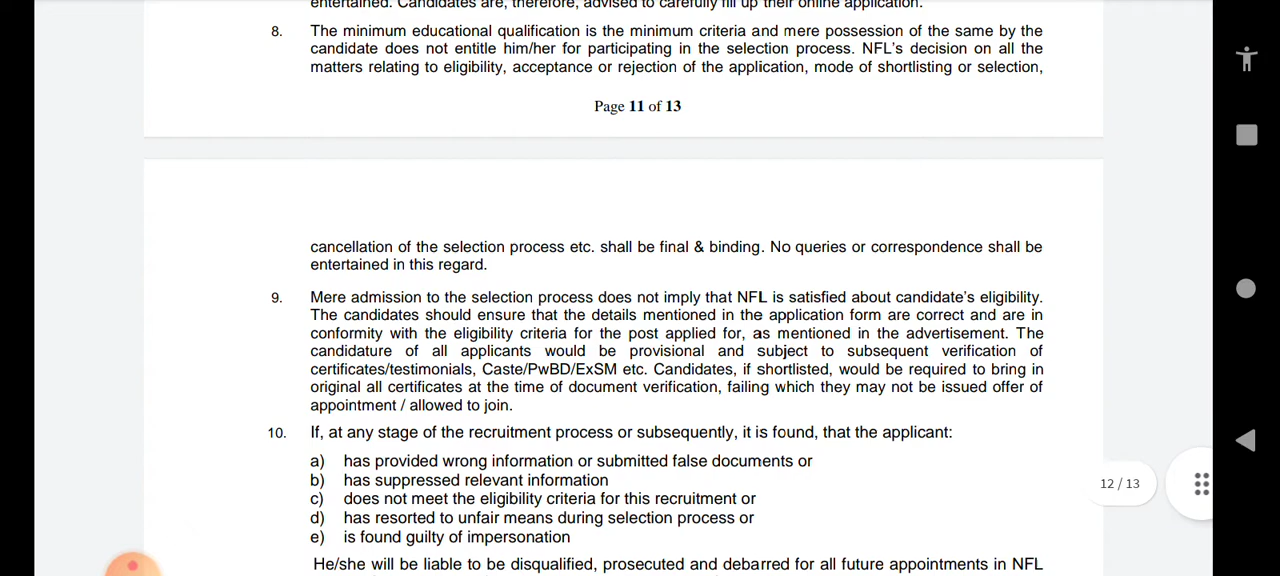 entertained. Candidates are, therefore, advised to carefully fill up their online application.
8. The minimum educational qualification is the minimum criteria and mere possession of the same by the
candidate does not entitle him/her for participating in the selection process. NFL's decision on all the
matters relating to eligibility, acceptance or rejection of the application, mode of shortlisting or selection,
Page 11 of 13
cancellation of the selection process etc. shall be final & binding. No queries or correspondence shall be
entertained in this regard.
9. Mere admission to the selection process does not imply that NFL is satisfied about candidate's eligibility.
The candidates should ensure that the details mentioned in the application form are correct and are in
conformity with the eligibility criteria for the post applied for, as mentioned in the advertisement. The
candidature of all applicants would be provisional and subject to subsequent verification of
certificates/testimonials, Caste/PwBD/ExSM etc. Candidates, if shortlisted, would be required to bring in
original all certificates at the time of document verification, failing which they may not be issued offer of
appointment / allowed to join.
10. If, at any stage of the recruitment process or subsequently, it is found, that the applicant:
a) has provided wrong information or submitted false documents or
b) has suppressed relevant information
c) does not meet the eligibility criteria for this recruitment or
d) has resorted to unfair means during selection process or
e) is found guilty of impersonation
He/she will be liable to be disqualified, prosecuted and debarred for all future appointments in NFL
12 / 13